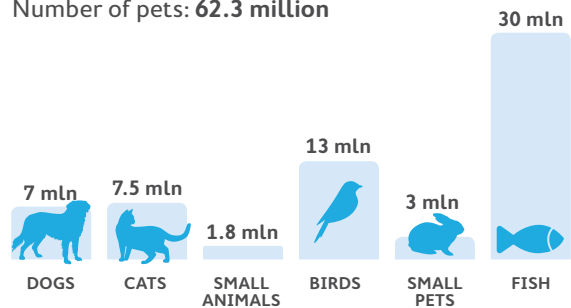 Number of pets: 62.3 million
30 mln
13 mln
7 mln
7.5 mln
3 mln
1.8 mln
DOGS
CATS
SMALL
ANIMALS
BIRDS
SMALL
PETS
FISH